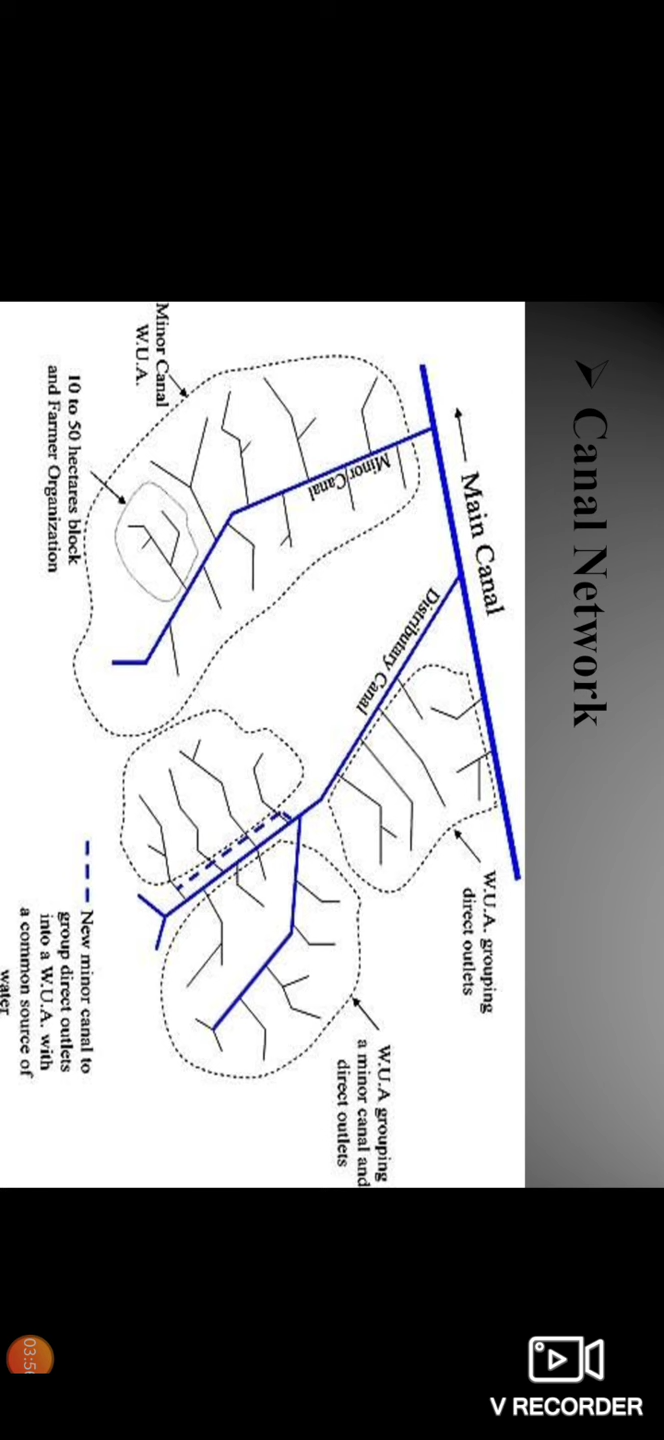 ➤ Canal Network
Main Canal
Minor Canal
Distributary Canal
Minor Canal
W.U.A.
10 to 50 hectares block
and Farmer Organization
W.U.A. grouping
direct outlets
W.U.A grouping
a minor canal and
direct outlets
New minor canal to
group direct outlets
into a W.U.A. with
a common source of
water
V RECORDER